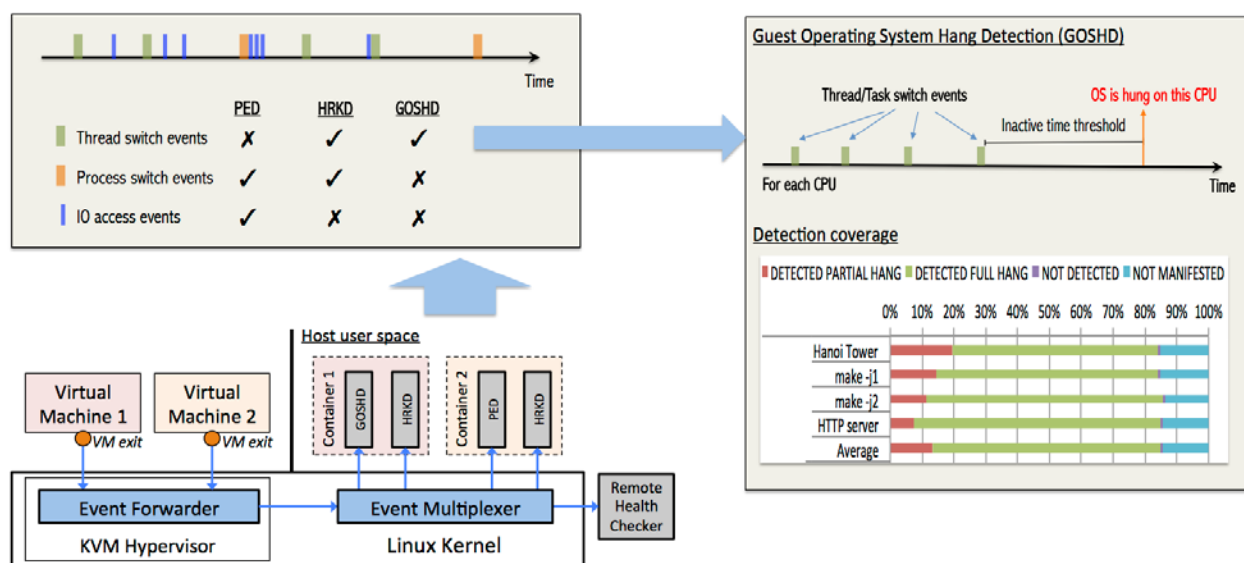 Time
PED HRKD GOSHD
Thread switch events ✗ ✓ ✓
Process switch events ✓ ✓ ✗
IO access events ✓ ✗ ✗
Guest Operating System Hang Detection (GOSHD)
Thread/Task switch events
OS is hung on this CPU
Inactive time threshold
For each CPU
Time
Detection coverage
DETECTED PARTIAL HANG DETECTED FULL HANG NOT DETECTED NOT MANIFESTED
0% 10% 20% 30% 40% 50% 60% 70% 80% 90% 100%
Hanoi Tower
make -j1
make -j2
HTTP server
Average
Host user space
Virtual
Machine 1
Virtual
Machine 2
VM exit
VM exit
Container 1
GOSHD
HRKD
Container 2
PED
HRKD
Event Forwarder
KVM Hypervisor
Event Multiplexer
Linux Kernel
Remote
Health
Checker